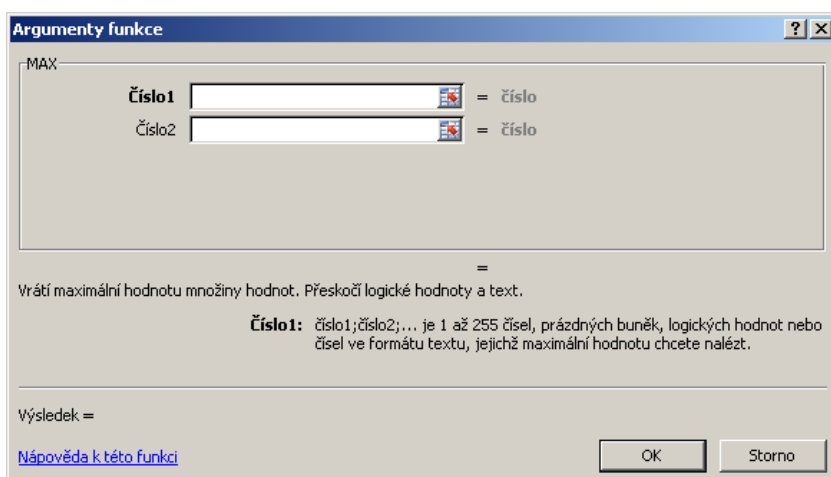 Argumenty funkce
MAX
Číslo1 = číslo
Číslo2 = číslo
=
Vrátí maximální hodnotu množiny hodnot. Přeskočí logické hodnoty a text.
Číslo1: číslo1;číslo2;... je 1 až 255 čísel, prázdných buněk, logických hodnot nebo
čísel ve formátu textu, jejichž maximální hodnotu chcete nalézt.
Výsledek =
Nápověda k této funkci
OK Storno